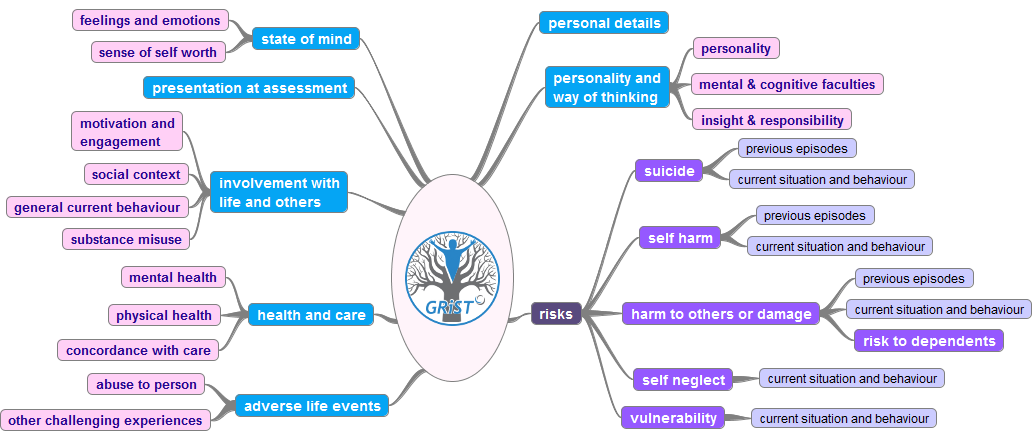 feelings and emotions
sense of self worth
state of mind
presentation at assessment
motivation and
engagement
social context
general current behaviour
substance misuse
involvement with
life and others
mental health
physical health
concordance with care
health and care
abuse to person
other challenging experiences
adverse life events
GRiST©
personal details
personality and
way of thinking
personality
mental & cognitive faculties
insight & responsibility
risks
suicide
previous episodes
current situation and behaviour
self harm
previous episodes
current situation and behaviour
harm to others or damage
previous episodes
current situation and behaviour
risk to dependents
self neglect
current situation and behaviour
vulnerability
current situation and behaviour